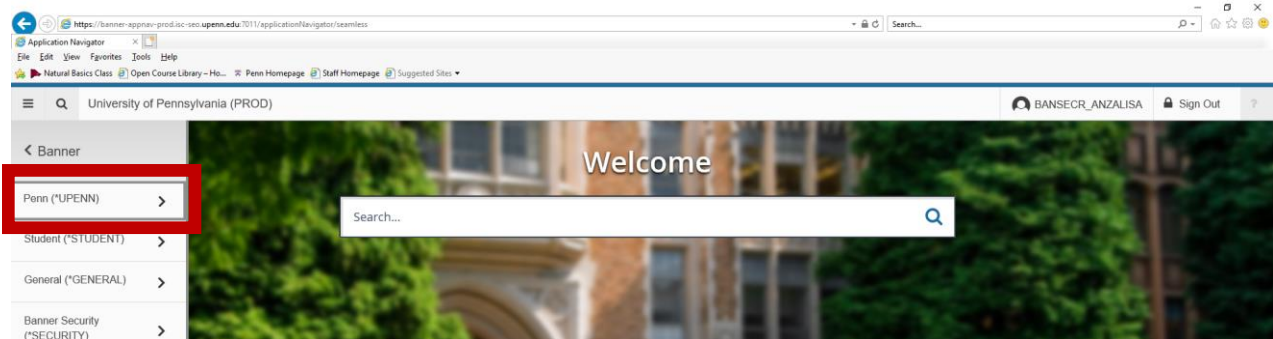 https://banner-appnav-prod.isc-seo.upenn.edu:7011/applicationNavigator/seamless
Search...
Application Navigator
File Edit View Favorites Tools Help
Natural Basics Class Open Course Library – Ho... Penn Homepage Staff Homepage Suggested Sites
University of Pennsylvania (PROD)
BANSECR_ANZALISA Sign Out ?
Banner
Welcome
Penn (*UPENN)
Search...
Student (*STUDENT)
General (*GENERAL)
Banner Security
(*SECURITY)